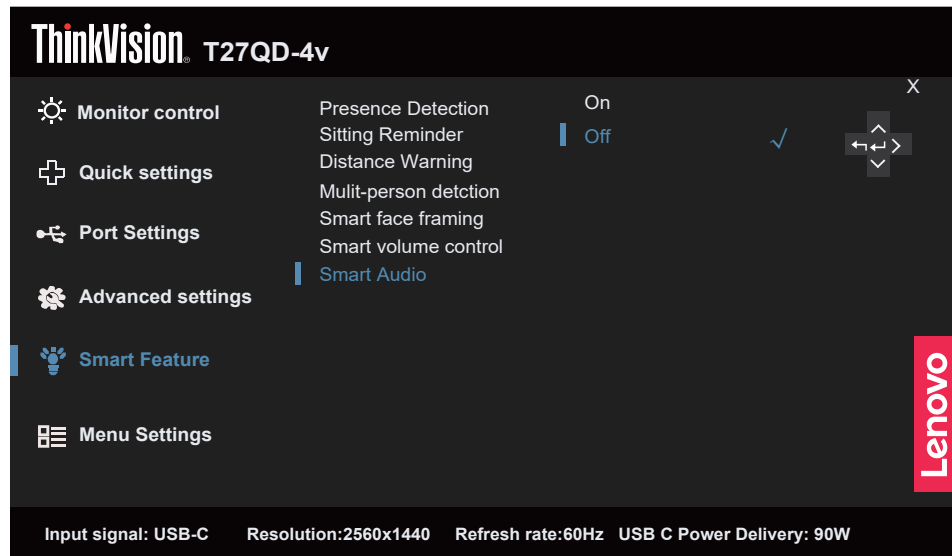 ThinkVision® T27QD-4v
X
Monitor control
Quick settings
Port Settings
Advanced settings
Smart Feature
Menu Settings
Presence Detection
Sitting Reminder
Distance Warning
Mulit-person detction
Smart face framing
Smart volume control
Smart Audio
On
Off
Lenovo
Input signal: USB-C Resolution:2560x1440 Refresh rate:60Hz USB C Power Delivery: 90W